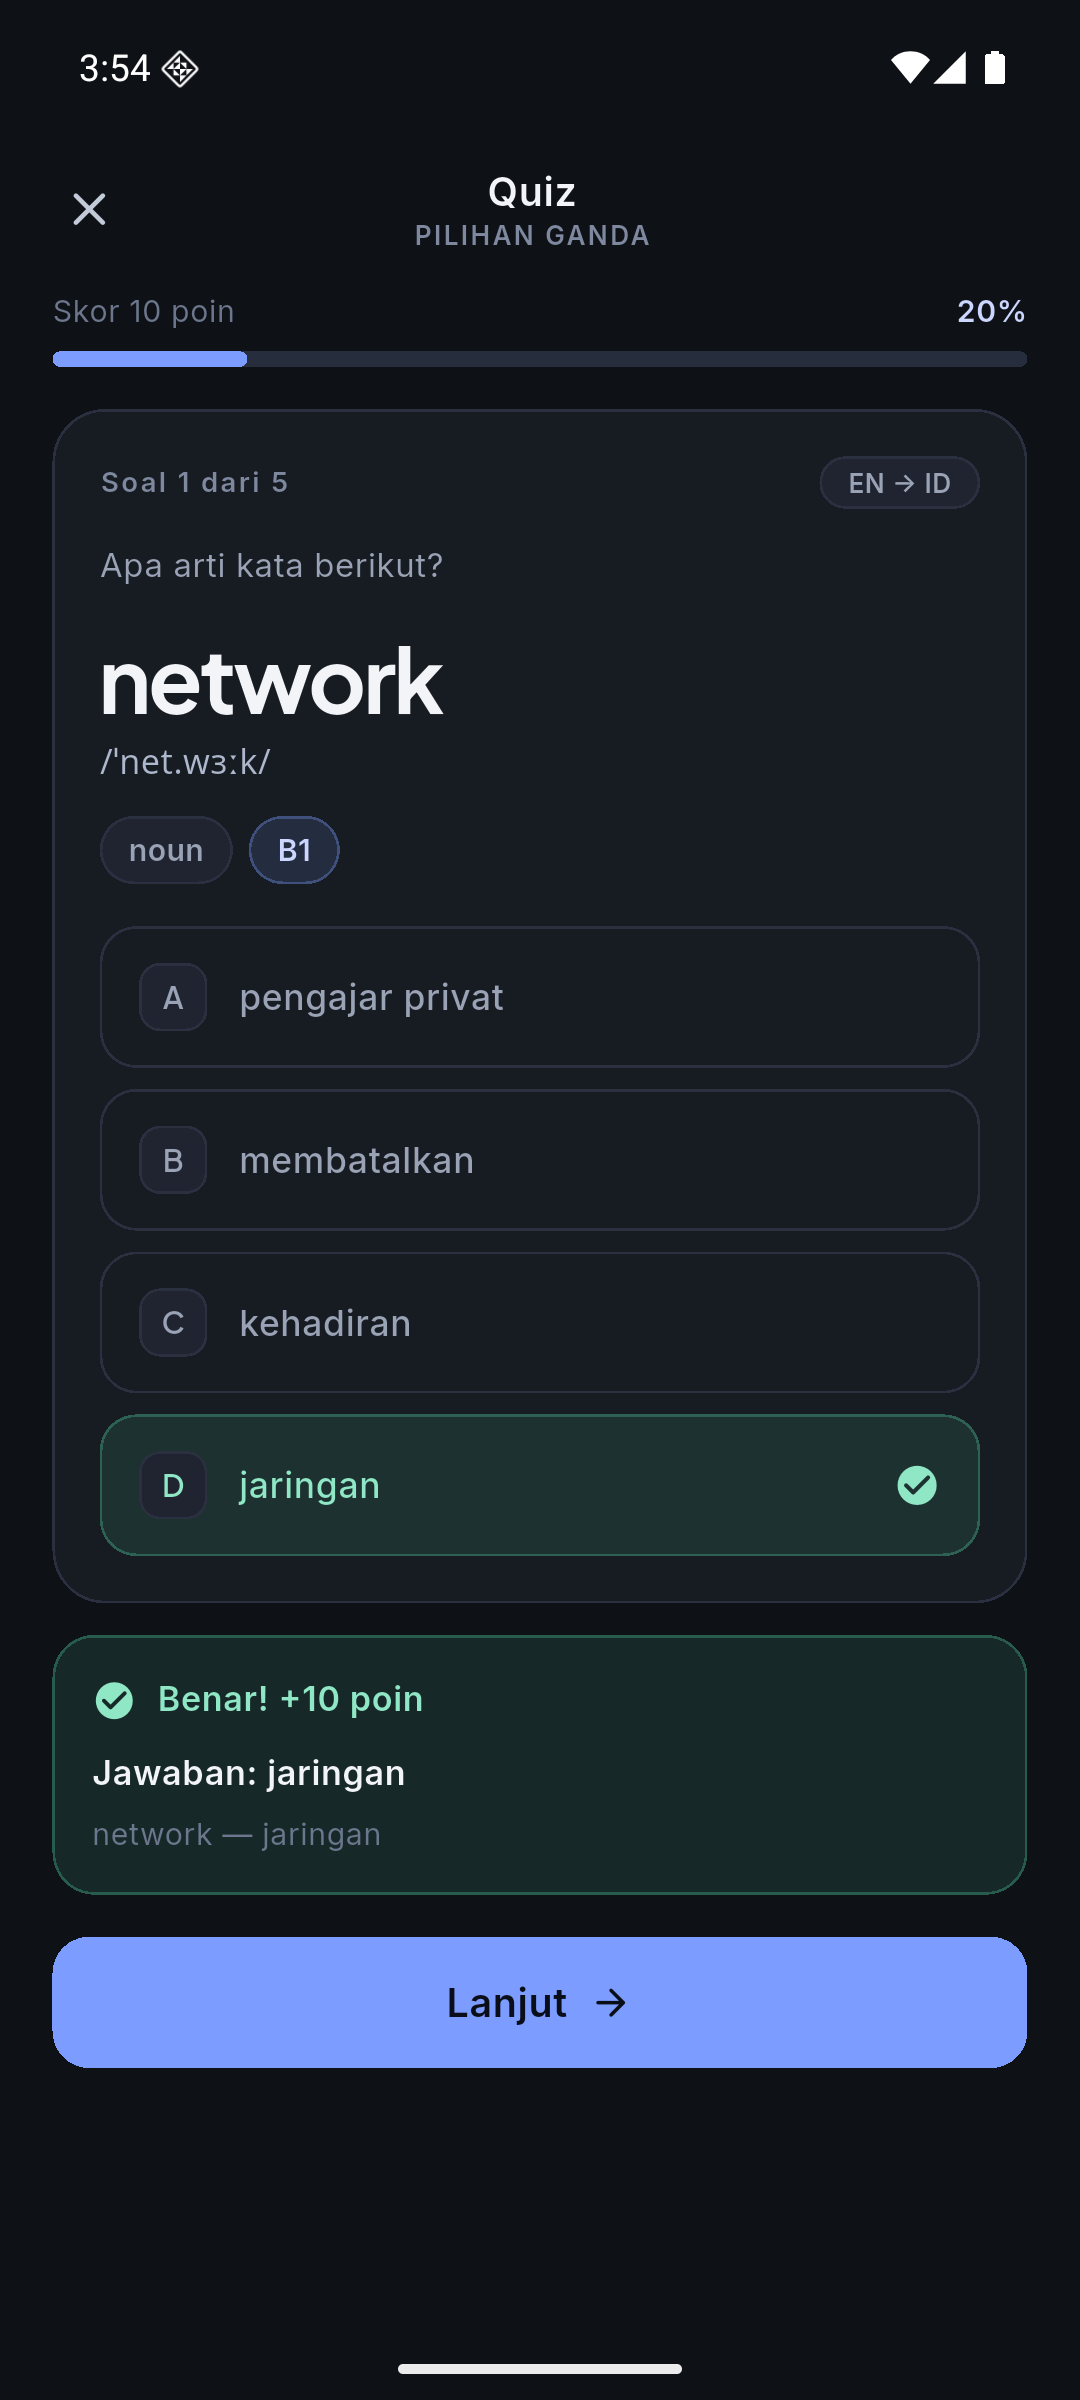 3:54
Quiz
PILIHAN GANDA
Skor 10 poin
20%
Soal 1 dari 5
EN → ID
Apa arti kata berikut?
network
/ˈnet.wɜːk/
noun
B1
A
pengajar privat
B
membatalkan
C
kehadiran
D
jaringan
Benar! +10 poin
Jawaban: jaringan
network — jaringan
Lanjut →